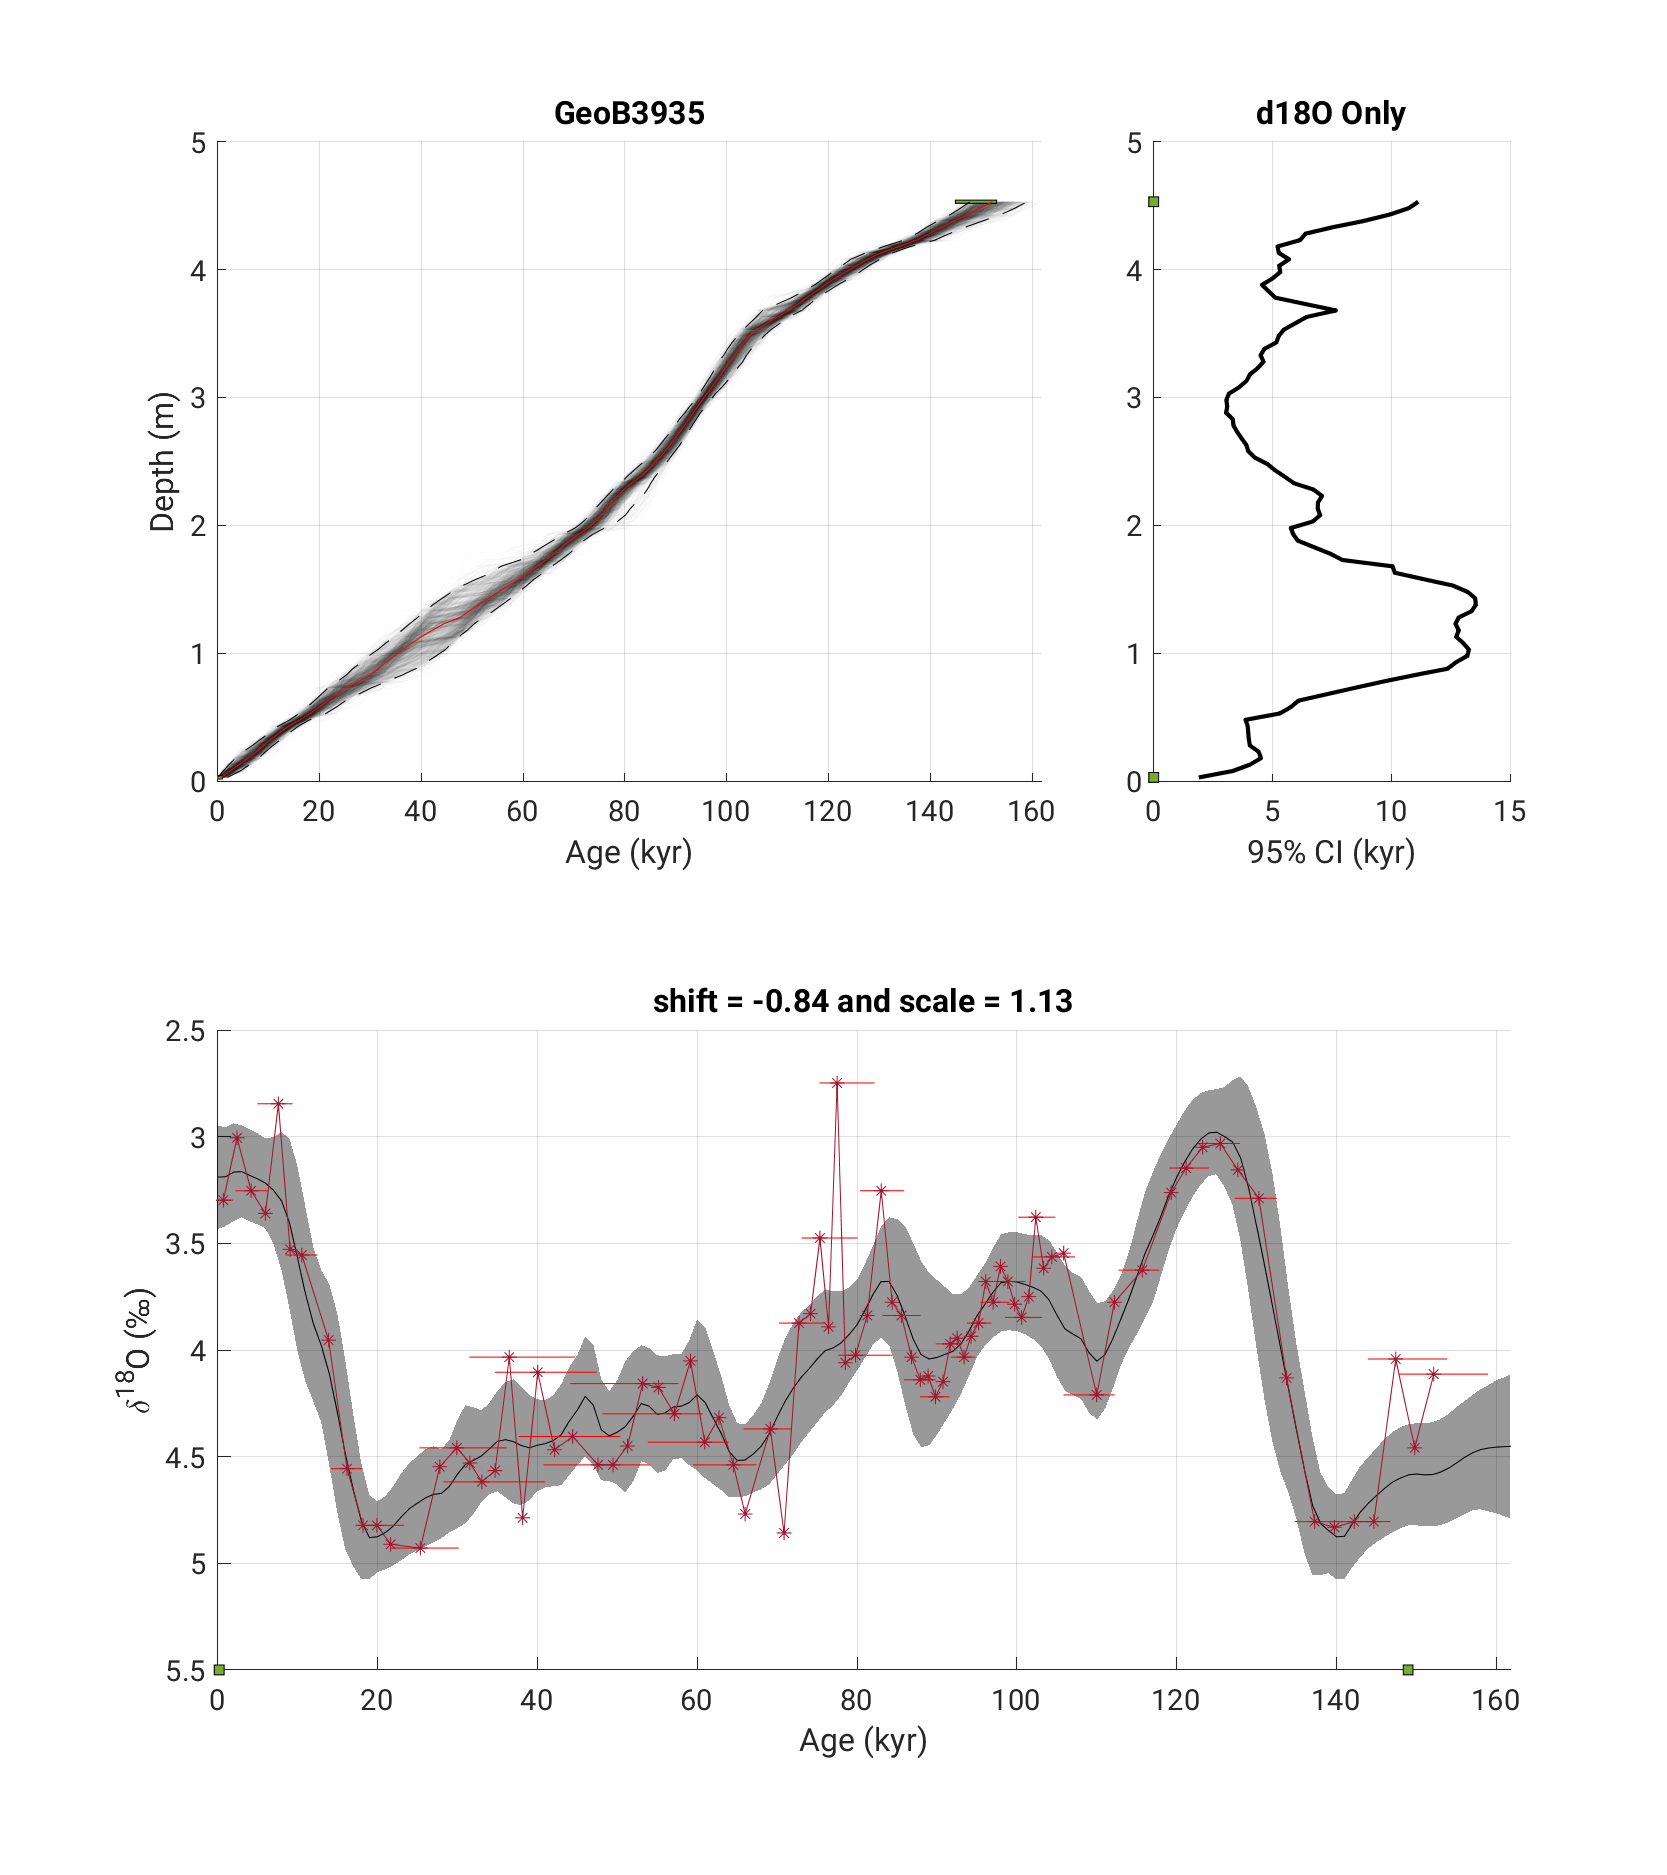 GeoB3935
d18O Only
5
4
3
2
1
0
Depth (m)
0 20 40 60 80 100 120 140 160
Age (kyr)
5
4
3
2
1
0
0 5 10 15
95% CI (kyr)
shift = -0.84 and scale = 1.13
2.5
3
3.5
4
4.5
5
5.5
δ18O (‰)
0 20 40 60 80 100 120 140 160
Age (kyr)